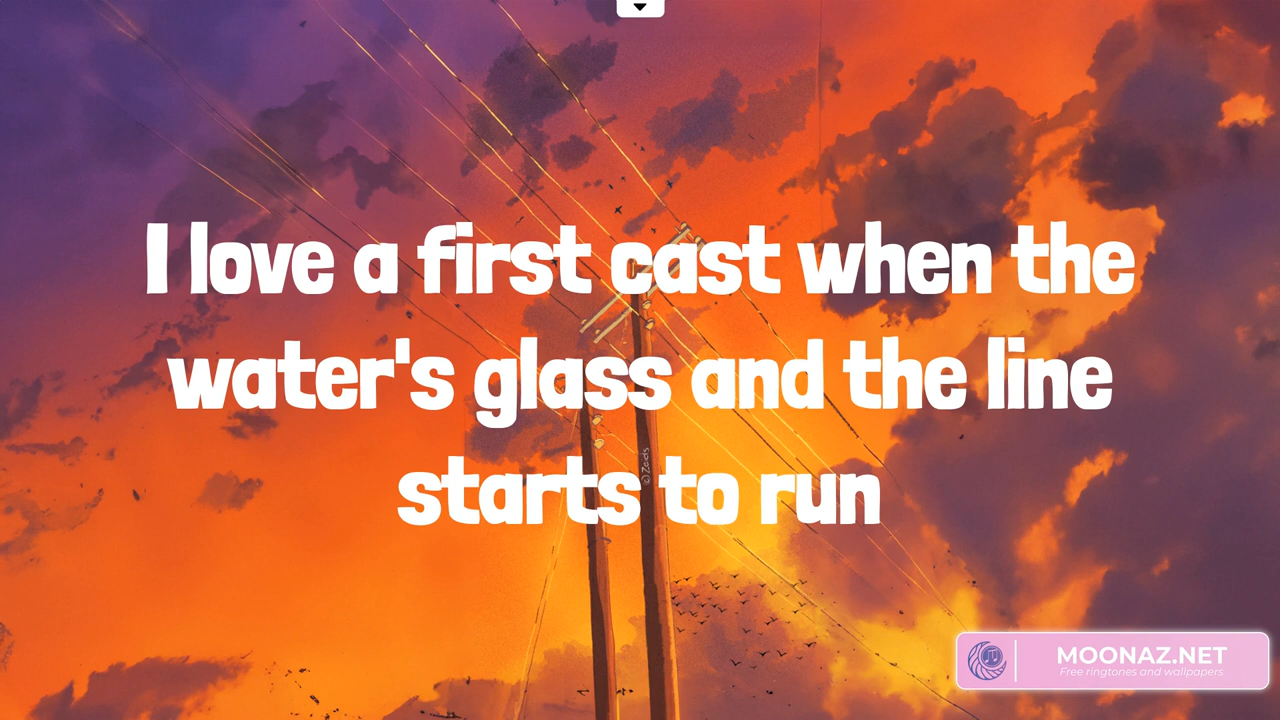 I love a first cast when the
water's glass and the line
starts to run
©Zaids
MOONAZ.NET
Free ringtones and wallpapers